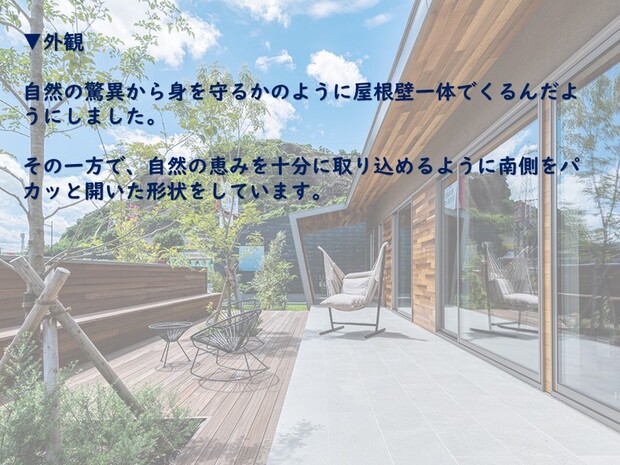 ▼外観
自然の驚異から身を守るかのように屋根壁一体でくるんだよ
うにしました。
その一方で、自然の恵みを十分に取り込めるように南側をパ
カッと開いた形状をしています。